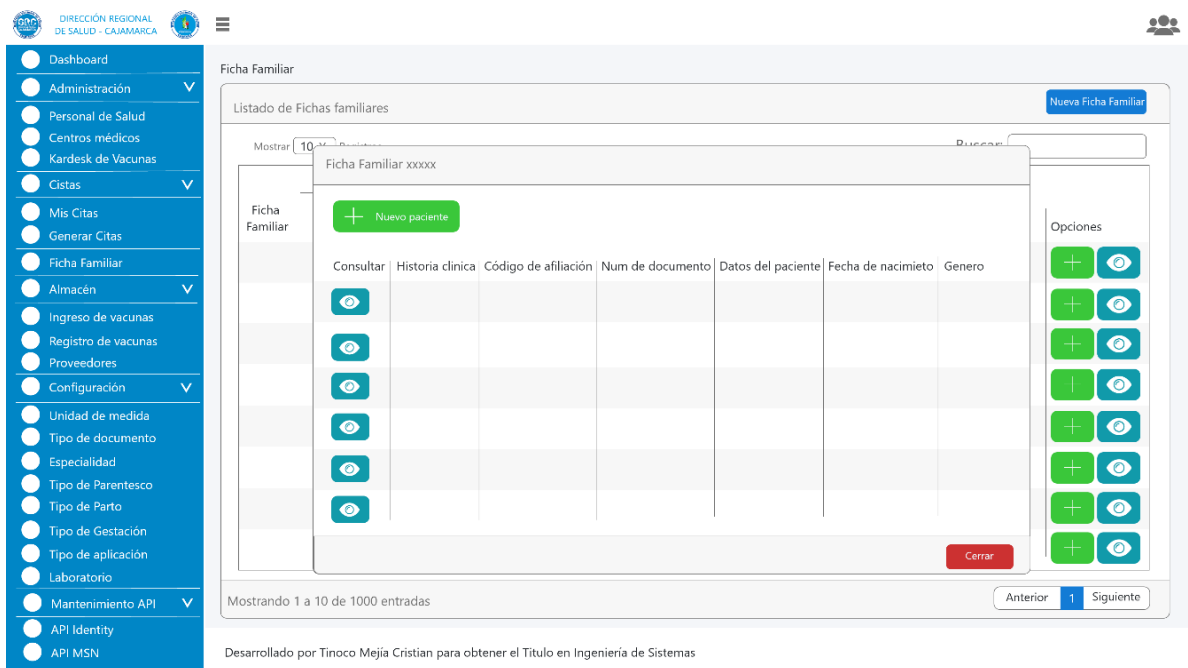 DIRECCIÓN REGIONAL
DE SALUD - CAJAMARCA
Dashboard
Administración
Personal de Salud
Centros médicos
Kardesk de Vacunas
Cistas
Mis Citas
Generar Citas
Ficha Familiar
Almacén
Ingreso de vacunas
Registro de vacunas
Proveedores
Configuración
Unidad de medida
Tipo de documento
Especialidad
Tipo de Parentesco
Tipo de Parto
Tipo de Gestación
Tipo de aplicación
Laboratorio
Mantenimiento API
API Identity
API MSN
Ficha Familiar
Listado de Fichas familiares
Nueva Ficha Familiar
Mostrar 10 Registros
Buscar:
Ficha
Familiar
Opciones
Ficha Familiar xxxxx
Nuevo paciente
Consultar Historia clinica Código de afiliación Num de documento Datos del paciente Fecha de nacimieto Genero
Cerrar
Mostrando 1 a 10 de 1000 entradas
Anterior 1 Siguiente
Desarrollado por Tinoco Mejía Cristian para obtener el Titulo en Ingeniería de Sistemas